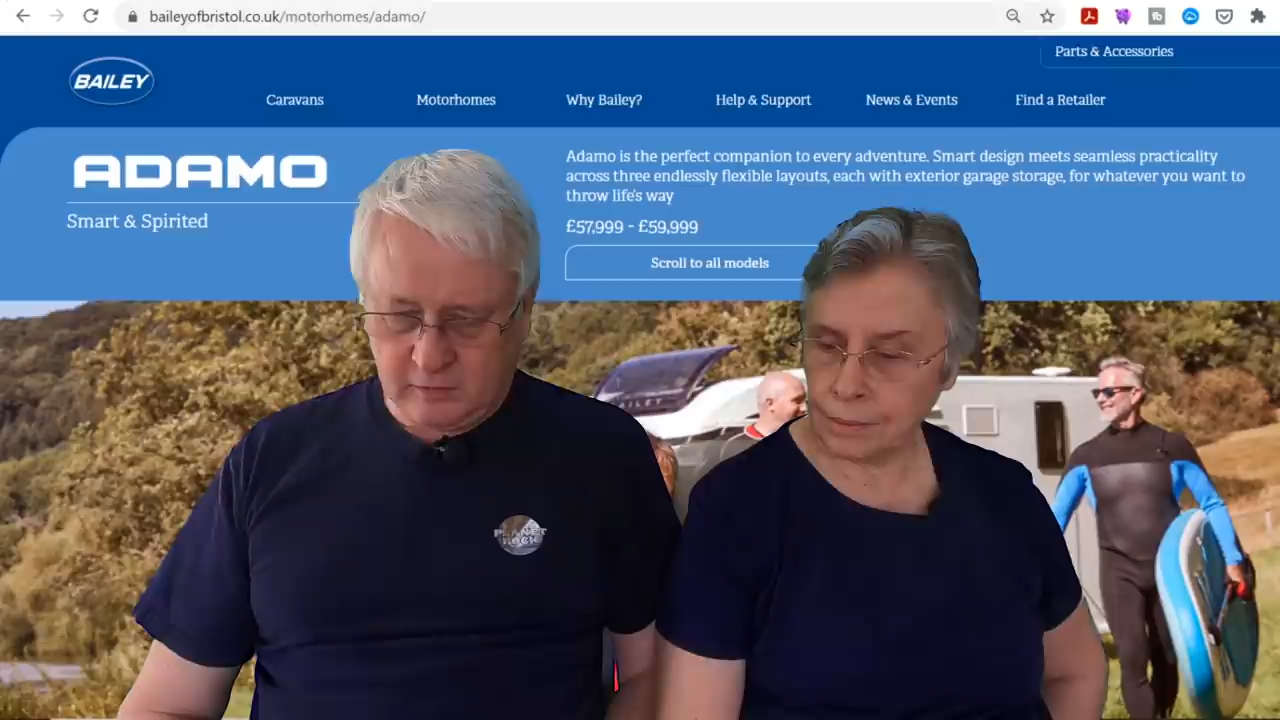 baileyofbristol.co.uk/motorhomes/adamo/
Parts & Accessories
BAILEY
Caravans
Motorhomes
Why Bailey?
Help & Support
News & Events
Find a Retailer
ADAMO
Smart & Spirited
Adamo is the perfect companion to every adventure. Smart design meets seamless practicality
across three endlessly flexible layouts, each with exterior garage storage, for whatever you want to
throw life's way
£57,999 - £59,999
Scroll to all models
BAILEY
PLANET
ROCK